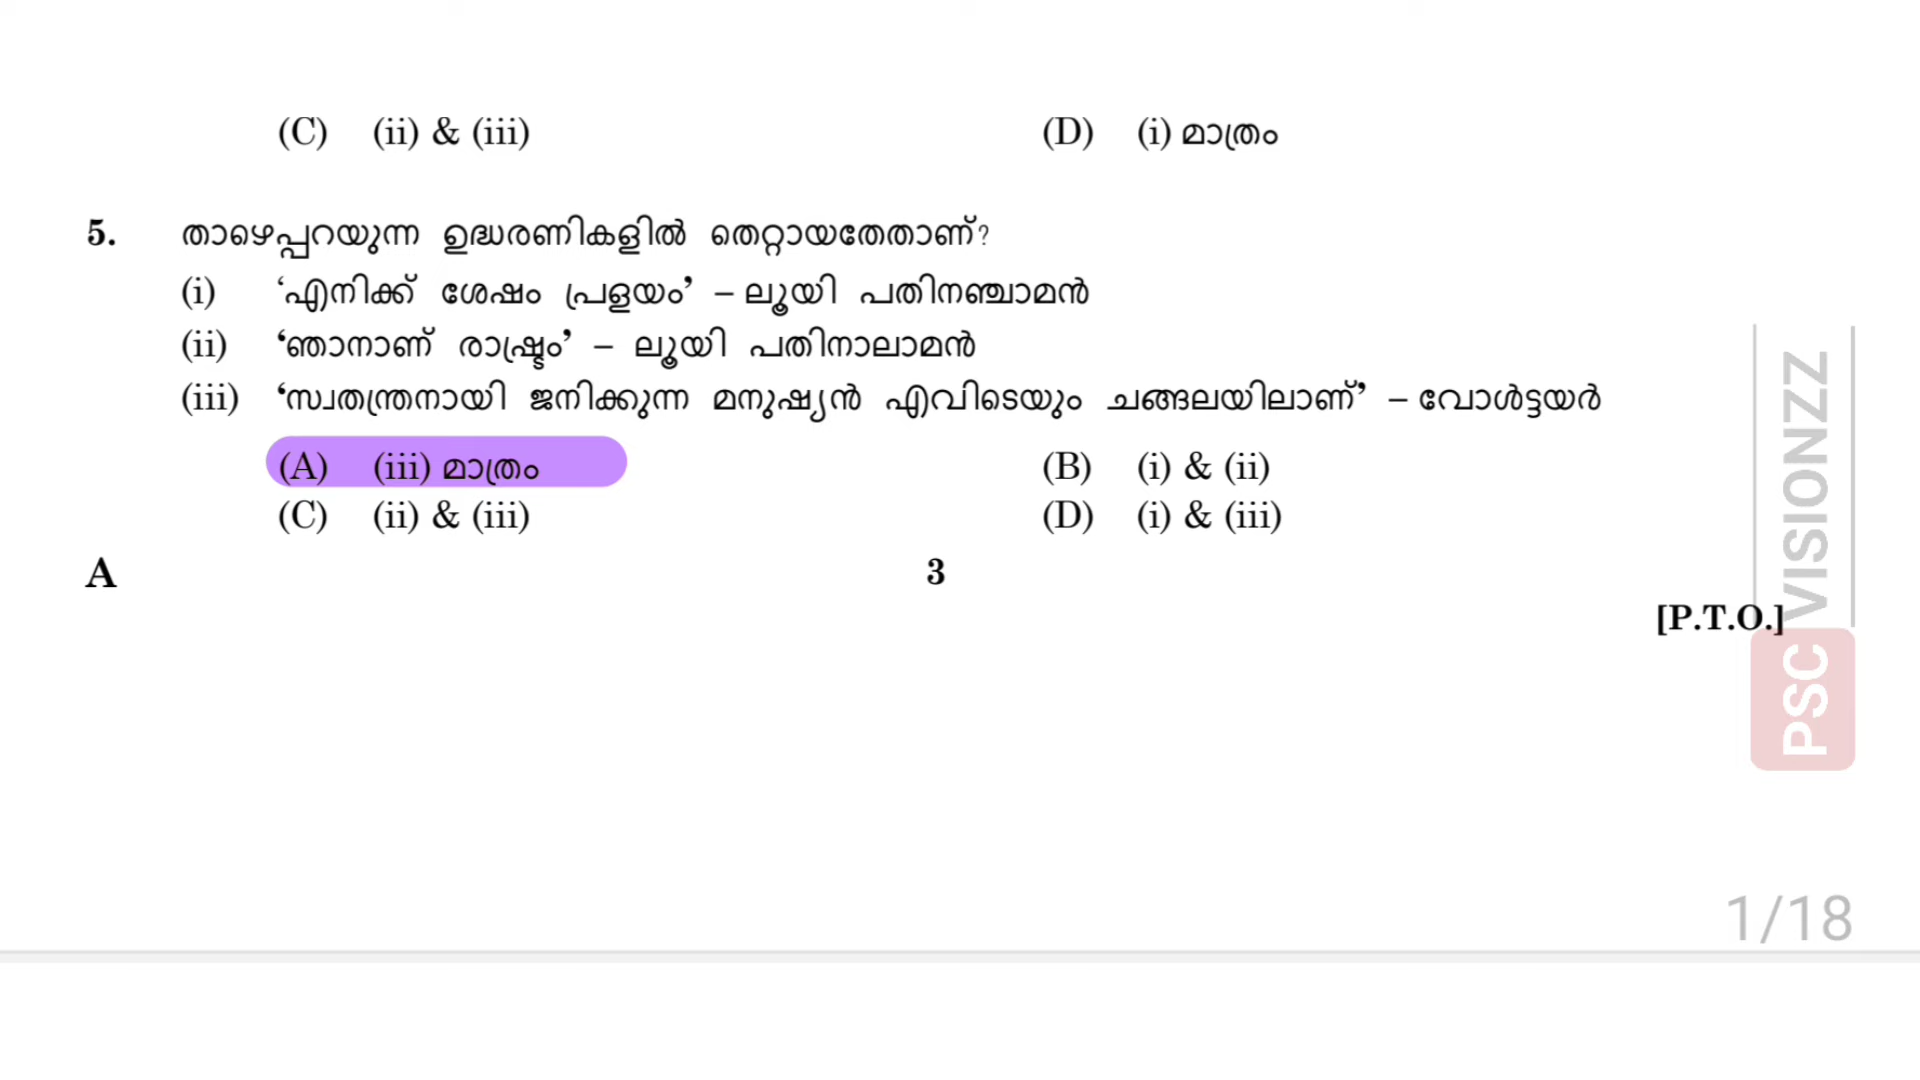 (C) (ii) & (iii) (D) (i) മാത്രം
5. താഴെപ്പറയുന്ന ഉദ്ധരണികളിൽ തെറ്റായതേതാണ്?
(i) ‘എനിക്ക് ശേഷം പ്രളയം’ – ലൂയി പതിനഞ്ചാമൻ
(ii) ‘ഞാനാണ് രാഷ്ട്രം’ – ലൂയി പതിനാലാമൻ
(iii) ‘സ്വതന്ത്രനായി ജനിക്കുന്ന മനുഷ്യൻ എവിടെയും ചങ്ങലയിലാണ്’ – വോൾട്ടയർ
(A) (iii) മാത്രം (B) (i) & (ii)
(C) (ii) & (iii) (D) (i) & (iii)
A 3
[P.T.O.]
PSC VISIONZZ
1/18